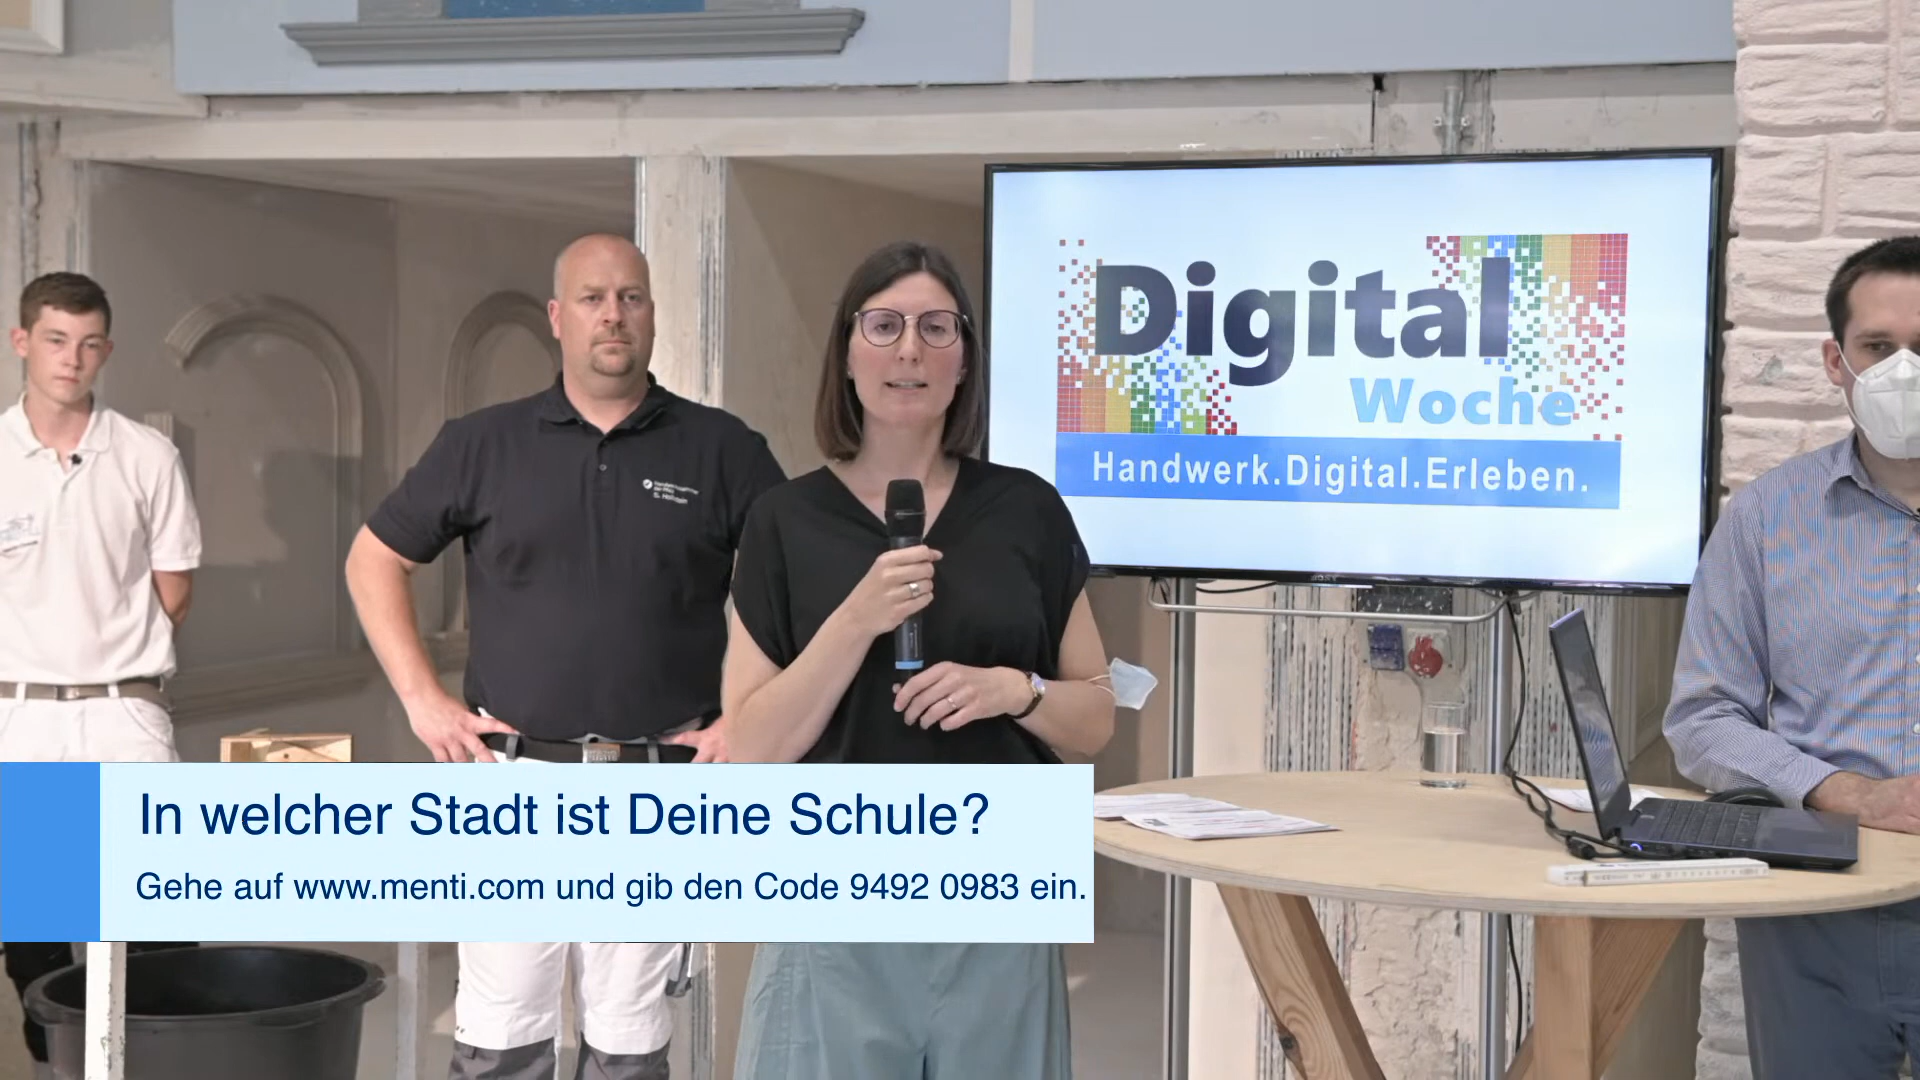 Digital
Woche
Handwerk.Digital.Erleben.
In welcher Stadt ist Deine Schule?
Gehe auf www.menti.com und gib den Code 9492 0983 ein.